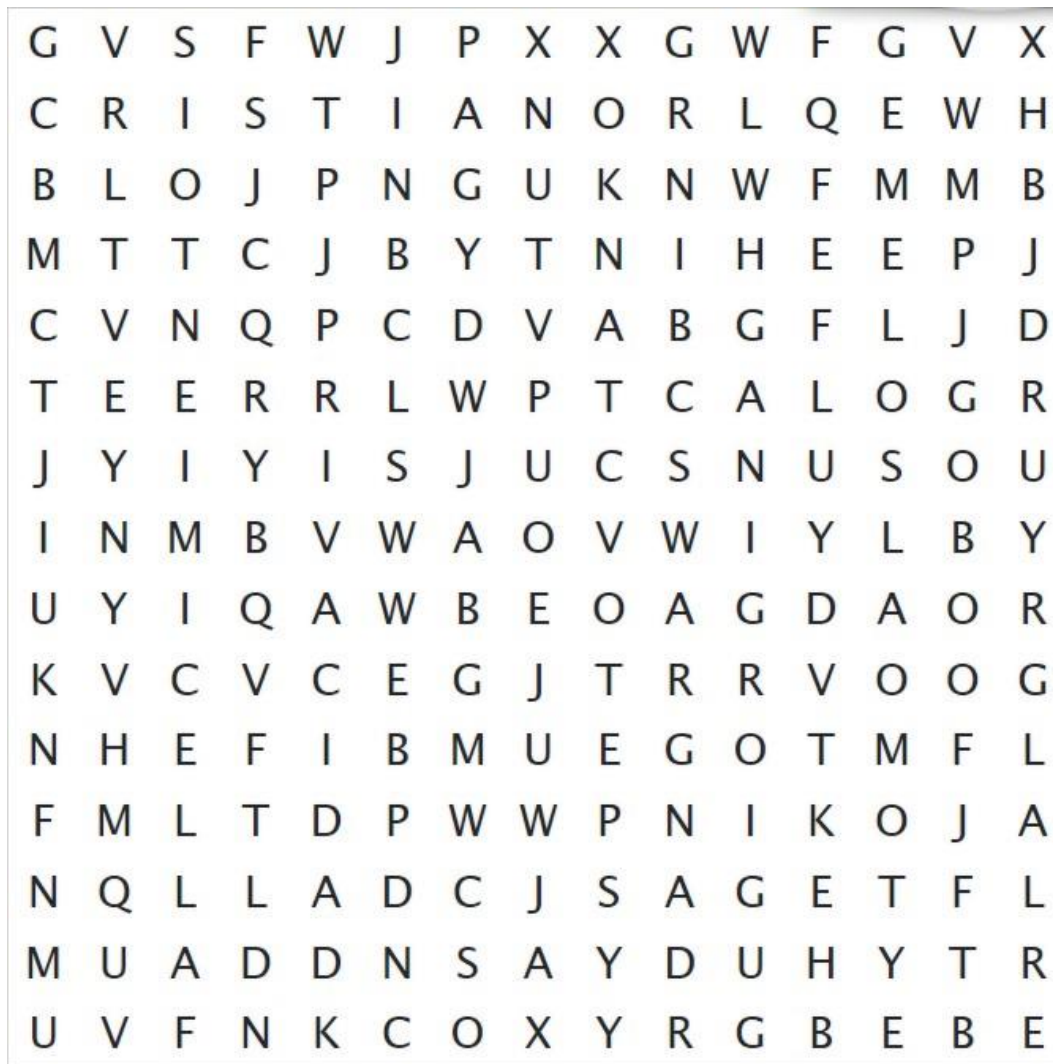 G V S F W J P X X G W F G V X
C R I S T I A N O R L Q E W H
B L O J P N G U K N W F M M B
M T T C J B Y T N I H E E P J
C V N Q P C D V A B G F L J D
T E E R R L W P T C A L O G R
J Y I Y I S J U C S N U S O U
I N M B V W A O V W I Y L B Y
U Y I Q A W B E O A G D A O R
K V C V C E G J T R R V O O G
N H E F I B M U E G O T M F L
F M L T D P W W P N I K O J A
N Q L L A D C J S A G E T F L
M U A D D N S A Y D U H Y T R
U V F N K C O X Y R G B E B E